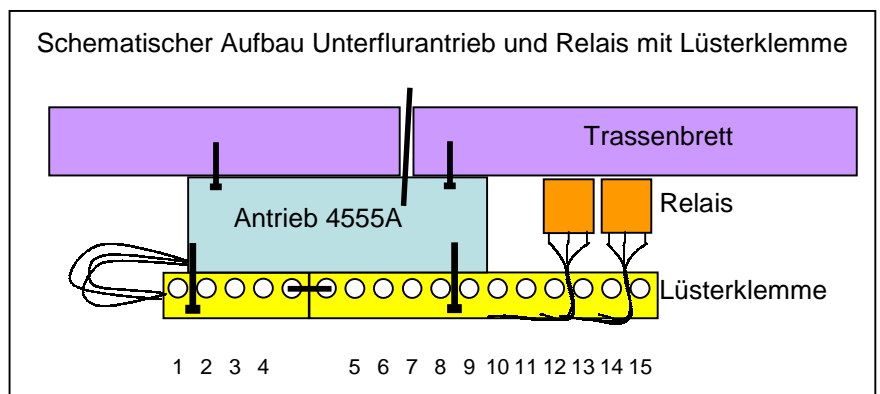 Schematischer Aufbau Unterflurantrieb und Relais mit Lüsterklemme
Trassenbrett
Antrieb 4555A
Relais
Lüsterklemme
1 2 3 4 5 6 7 8 9 10 11 12 13 14 15